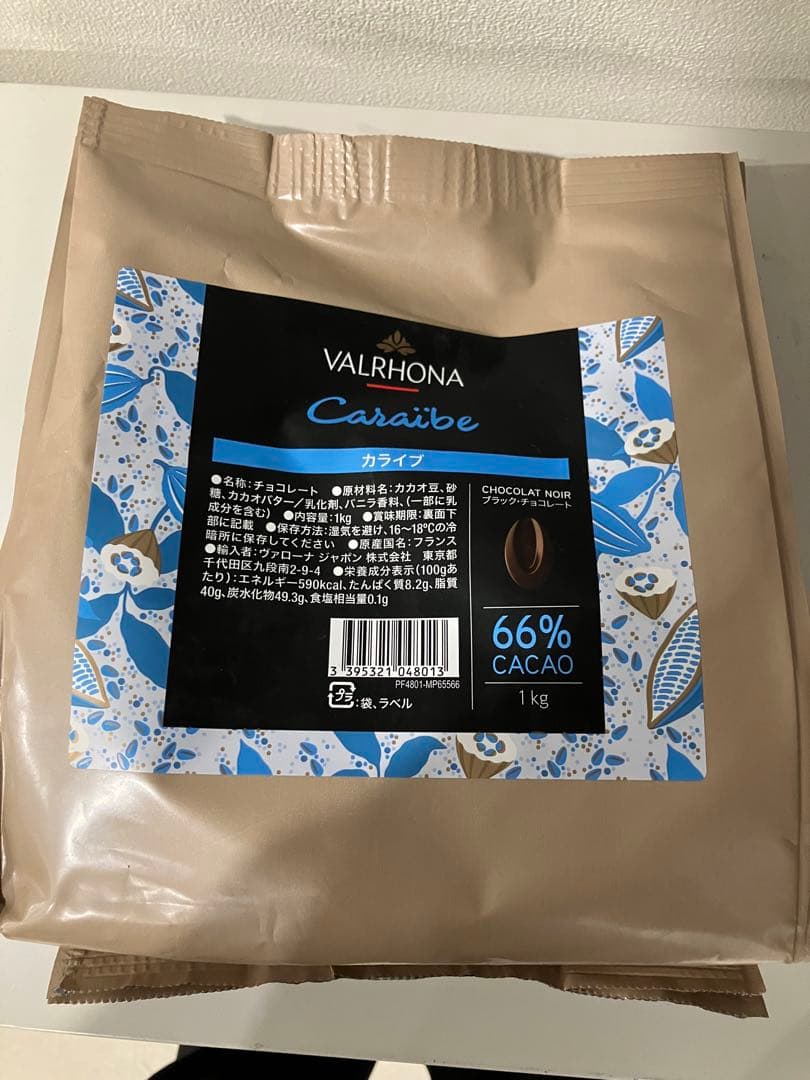 VALRHONA
Caraïbe
カライブ
●名称:チョコレート ●原材料名:カカオ豆、砂
糖、カカオバター/乳化剤、バニラ香料、(一部に乳
成分を含む) ●内容量:1kg ●賞味期限:裏面下
部に記載 ●保存方法:湿気を避け、16〜18℃の冷
暗所に保存してください ●原産国名:フランス
●輸入者:ヴァローナ ジャポン 株式会社 東京都
千代田区九段南2-9-4 ●栄養成分表示(100gあ
たり):エネルギー590kcal、たんぱく質8.2g、脂質
40g、炭水化物49.3g、食塩相当量0.1g
3 395321 048013
PF4801-MP65566
プラ:袋、ラベル
CHOCOLAT NOIR
ブラック・チョコレート
66%
CACAO
1 kg